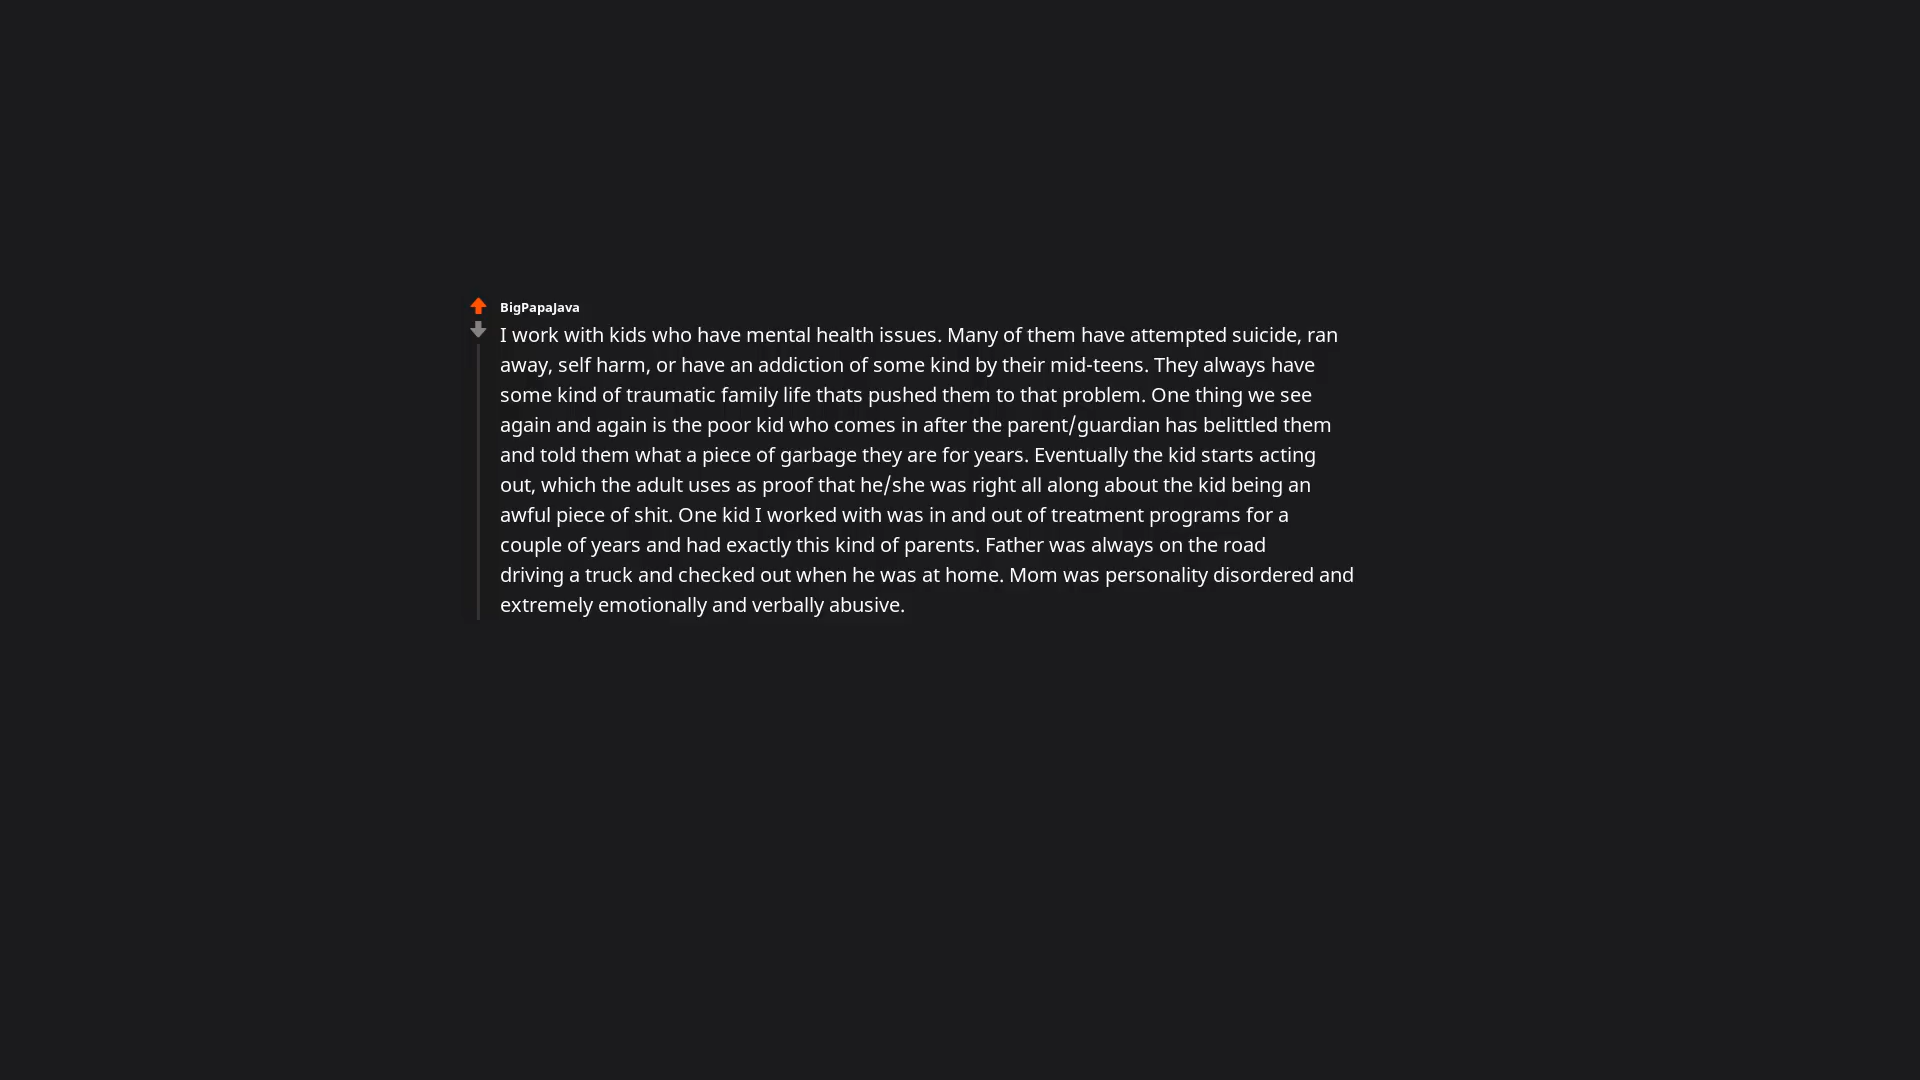 BigPapaJava
I work with kids who have mental health issues. Many of them have attempted suicide, ran
away, self harm, or have an addiction of some kind by their mid-teens. They always have
some kind of traumatic family life thats pushed them to that problem. One thing we see
again and again is the poor kid who comes in after the parent/guardian has belittled them
and told them what a piece of garbage they are for years. Eventually the kid starts acting
out, which the adult uses as proof that he/she was right all along about the kid being an
awful piece of shit. One kid I worked with was in and out of treatment programs for a
couple of years and had exactly this kind of parents. Father was always on the road
driving a truck and checked out when he was at home. Mom was personality disordered and
extremely emotionally and verbally abusive.